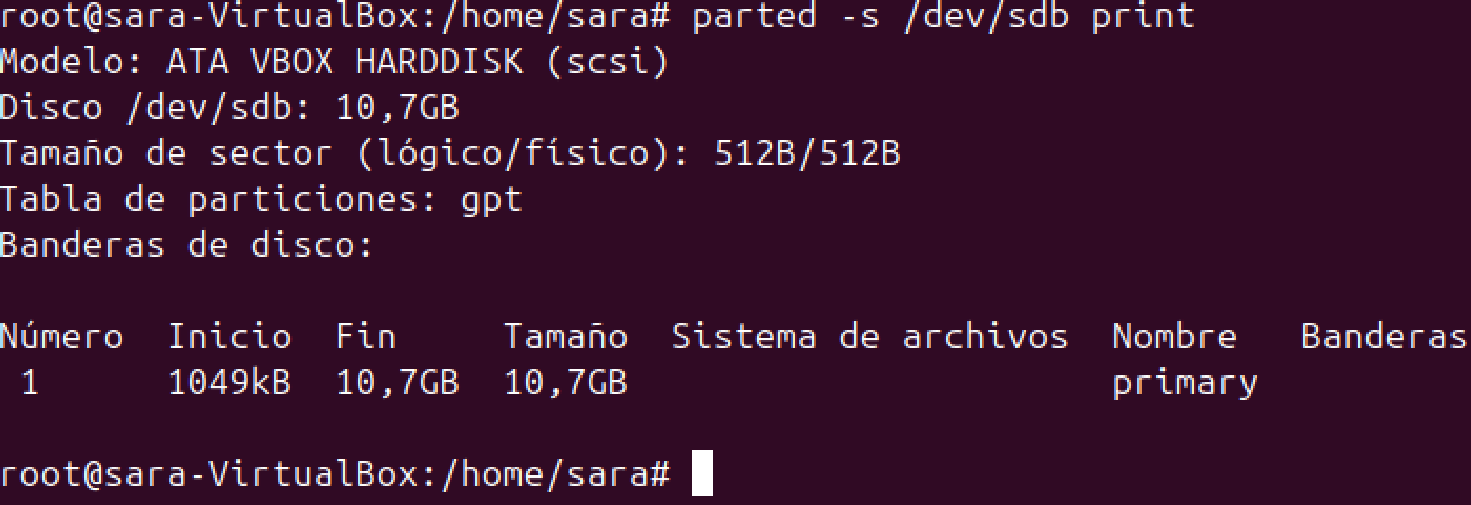 root@sara-VirtualBox:/home/sara# parted -s /dev/sdb print
Modelo: ATA VBOX HARDDISK (scsi)
Disco /dev/sdb: 10,7GB
Tamaño de sector (lógico/físico): 512B/512B
Tabla de particiones: gpt
Banderas de disco:
Número  Inicio  Fin     Tamaño  Sistema de archivos  Nombre   Banderas
 1      1049kB  10,7GB  10,7GB                       primary
root@sara-VirtualBox:/home/sara#